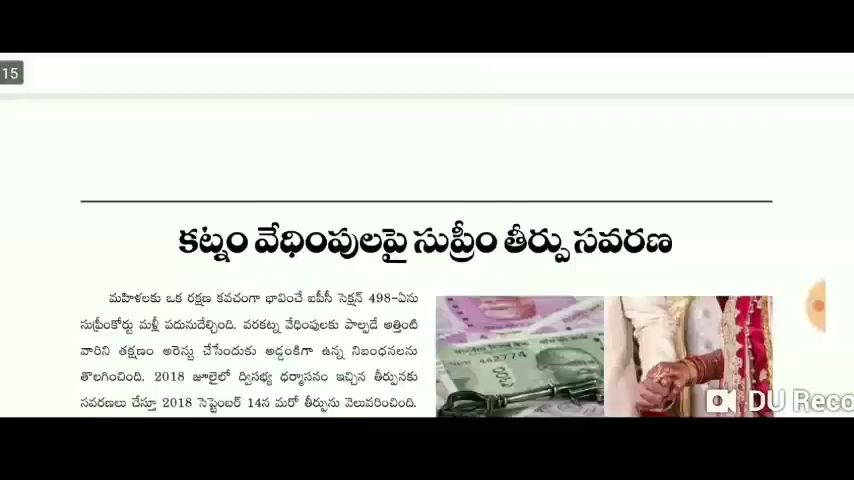 15
కట్నం వేధింపులపై సుప్రీం తీర్పు సవరణ
మహిళలకు ఒక రక్షణ కవచంగా భావించే ఐపీసీ సెక్షన్ 498-ఏను
సుప్రీంకోర్టు మళ్లీ పదునుదేల్చింది. వరకట్న వేధింపులకు పాల్పడే అత్తింటి
వారిని తక్షణం అరెస్టు చేసేందుకు అడ్డంకిగా ఉన్న నిబంధనలను
తొలగించింది. 2018 జూలైలో ద్విసభ్య ధర్మాసనం ఇచ్చిన తీర్పునకు
సవరణలు చేస్తూ 2018 సెప్టెంబర్ 14న మరో తీర్పును వెలువరించింది.
442774
DU Reco